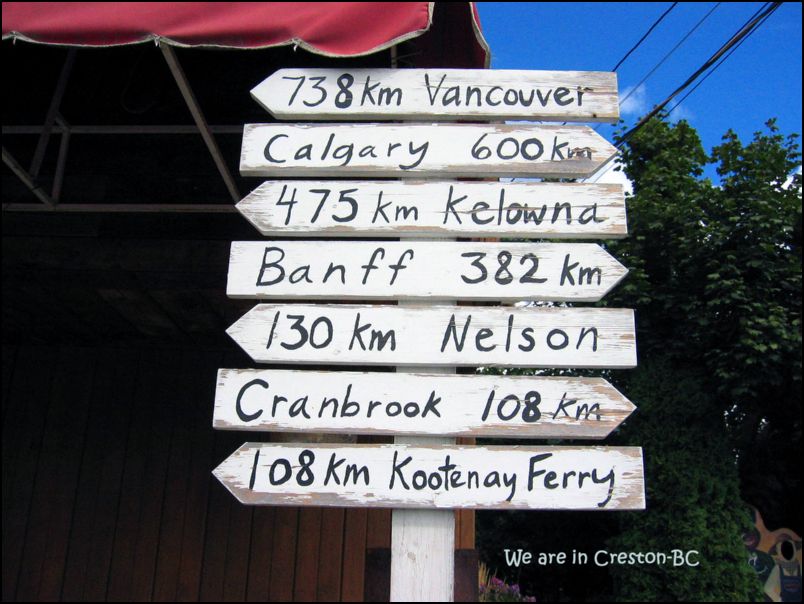 738 km Vancouver
Calgary 600 km
475 km Kelowna
Banff 382 km
130 km Nelson
Cranbrook 108 km
108 km Kootenay Ferry
We are in Creston-BC